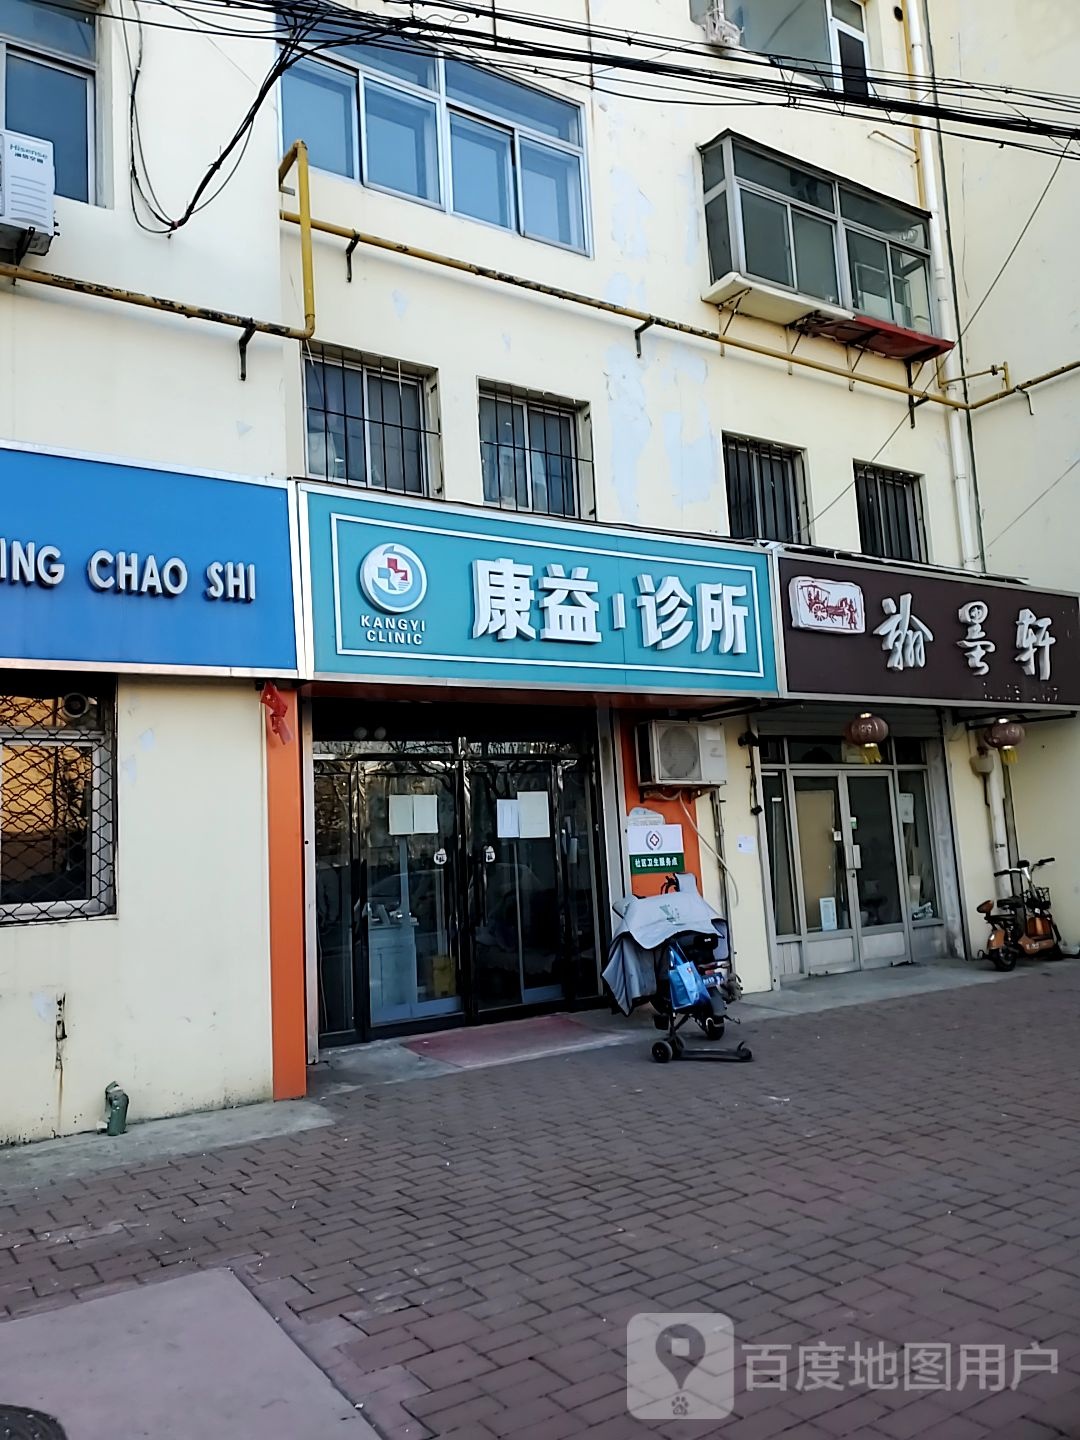 Hisense
ING CHAO SHI
KANGYI
CLINIC
康益 诊所
翰墨轩
社区卫生服务点
百度地图用户